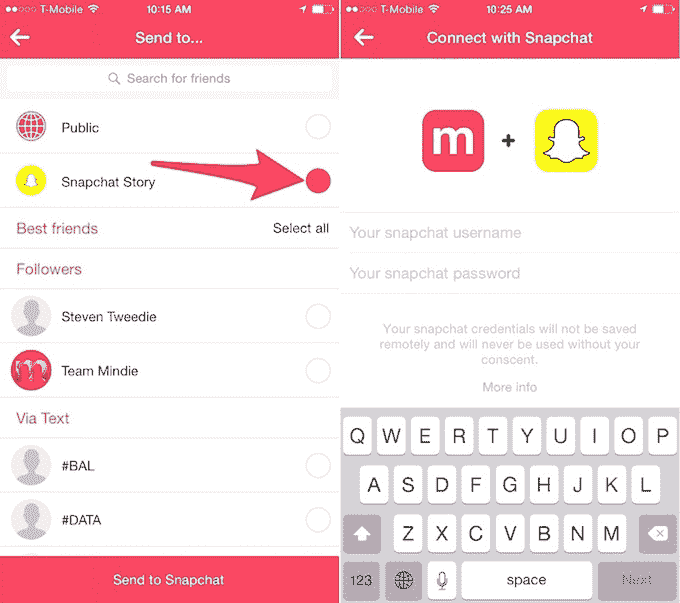 T-Mobile 10:15 AM
Send to...
Search for friends
Public
Snapchat Story
Best friends Select all
Followers
Steven Tweedie
Team Mindie
Via Text
#BAL
#DATA
Send to Snapchat
T-Mobile 10:25 AM
Connect with Snapchat
m +
Your snapchat username
Your snapchat password
Your snapchat credentials will not be saved
remotely and will never be used without your
conscent.
More info
Q W E R T Y U I O P
A S D F G H J K L
Z X C V B N M
123 space Next